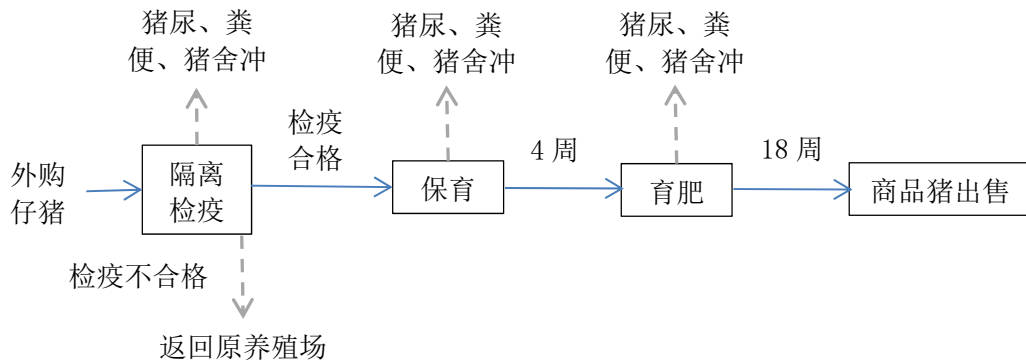 猪尿、粪
便、猪舍冲
猪尿、粪
便、猪舍冲
猪尿、粪
便、猪舍冲
外购
仔猪
隔离
检疫
检疫
合格
保育
4 周
育肥
18 周
商品猪出售
检疫不合格
返回原养殖场